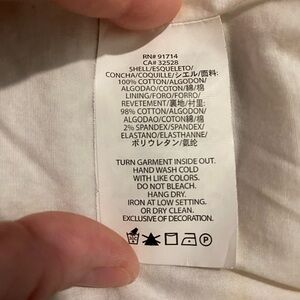 RN# 91714
CA# 32528
SHELL/ESQUELETO/
CONCHA/COQUILLE/シエル/面料:
100% COTTON/ALGODON/
ALGODAO/COTON/綿/棉
LINING/FORO/FORRO/
REVETEMENT/裏地/衬里:
98% COTTON/ALGODON/
ALGODAO/COTON/綿/棉
2% SPANDEX/SPANDEX/
ELASTANO/ELASTHANNE/
ポリウレタン/氨纶
TURN GARMENT INSIDE OUT.
HAND WASH COLD
WITH LIKE COLORS.
DO NOT BLEACH.
HANG DRY.
IRON AT LOW SETTING.
OR DRY CLEAN.
EXCLUSIVE OF DECORATION.
P